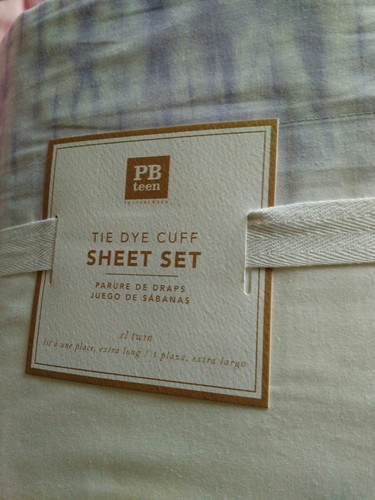 PB
teen
TIE DYE CUFF
SHEET SET
PARURE DE DRAPS
JUEGO DE SÁBANAS
xl twin
lit à une place, extra long / 1 plaza, extra largo